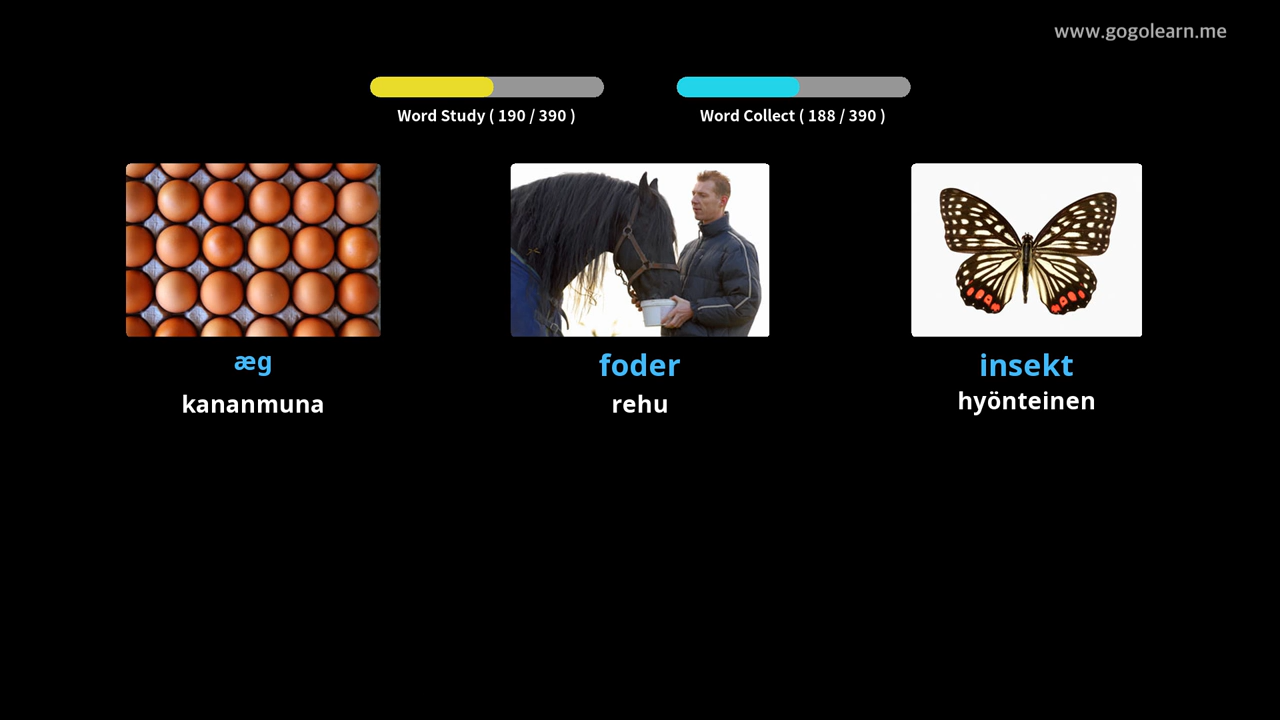 www.gogolearn.me
Word Study ( 190 / 390 )
Word Collect ( 188 / 390 )
æg
foder
insekt
kananmuna
rehu
hyönteinen